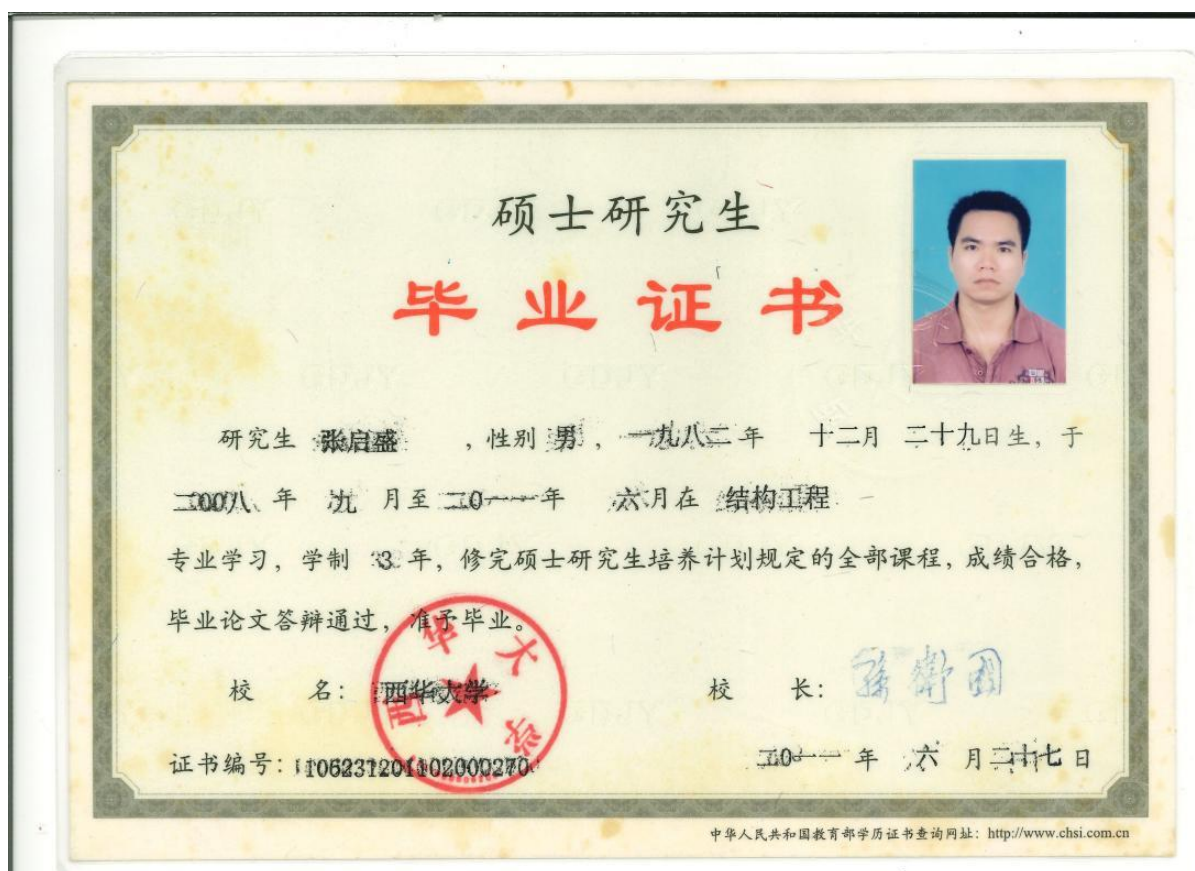 硕士研究生
毕业证书
研究生 张启盛 ，性别 男，一九八二年 十二月 二十九日生，于
二00八 年 九 月至 二0一一年 六月在 结构工程
专业学习，学制 3 年，修完硕士研究生培养计划规定的全部课程，成绩合格，
毕业论文答辩通过，准予毕业。
校 名： 西华大学 校 长： 孙卫国
西华大学
证书编号：106231201102000270 二0一一 年 六 月二十七日
中华人民共和国教育部学历证书查询网址：http://www.chsi.com.cn